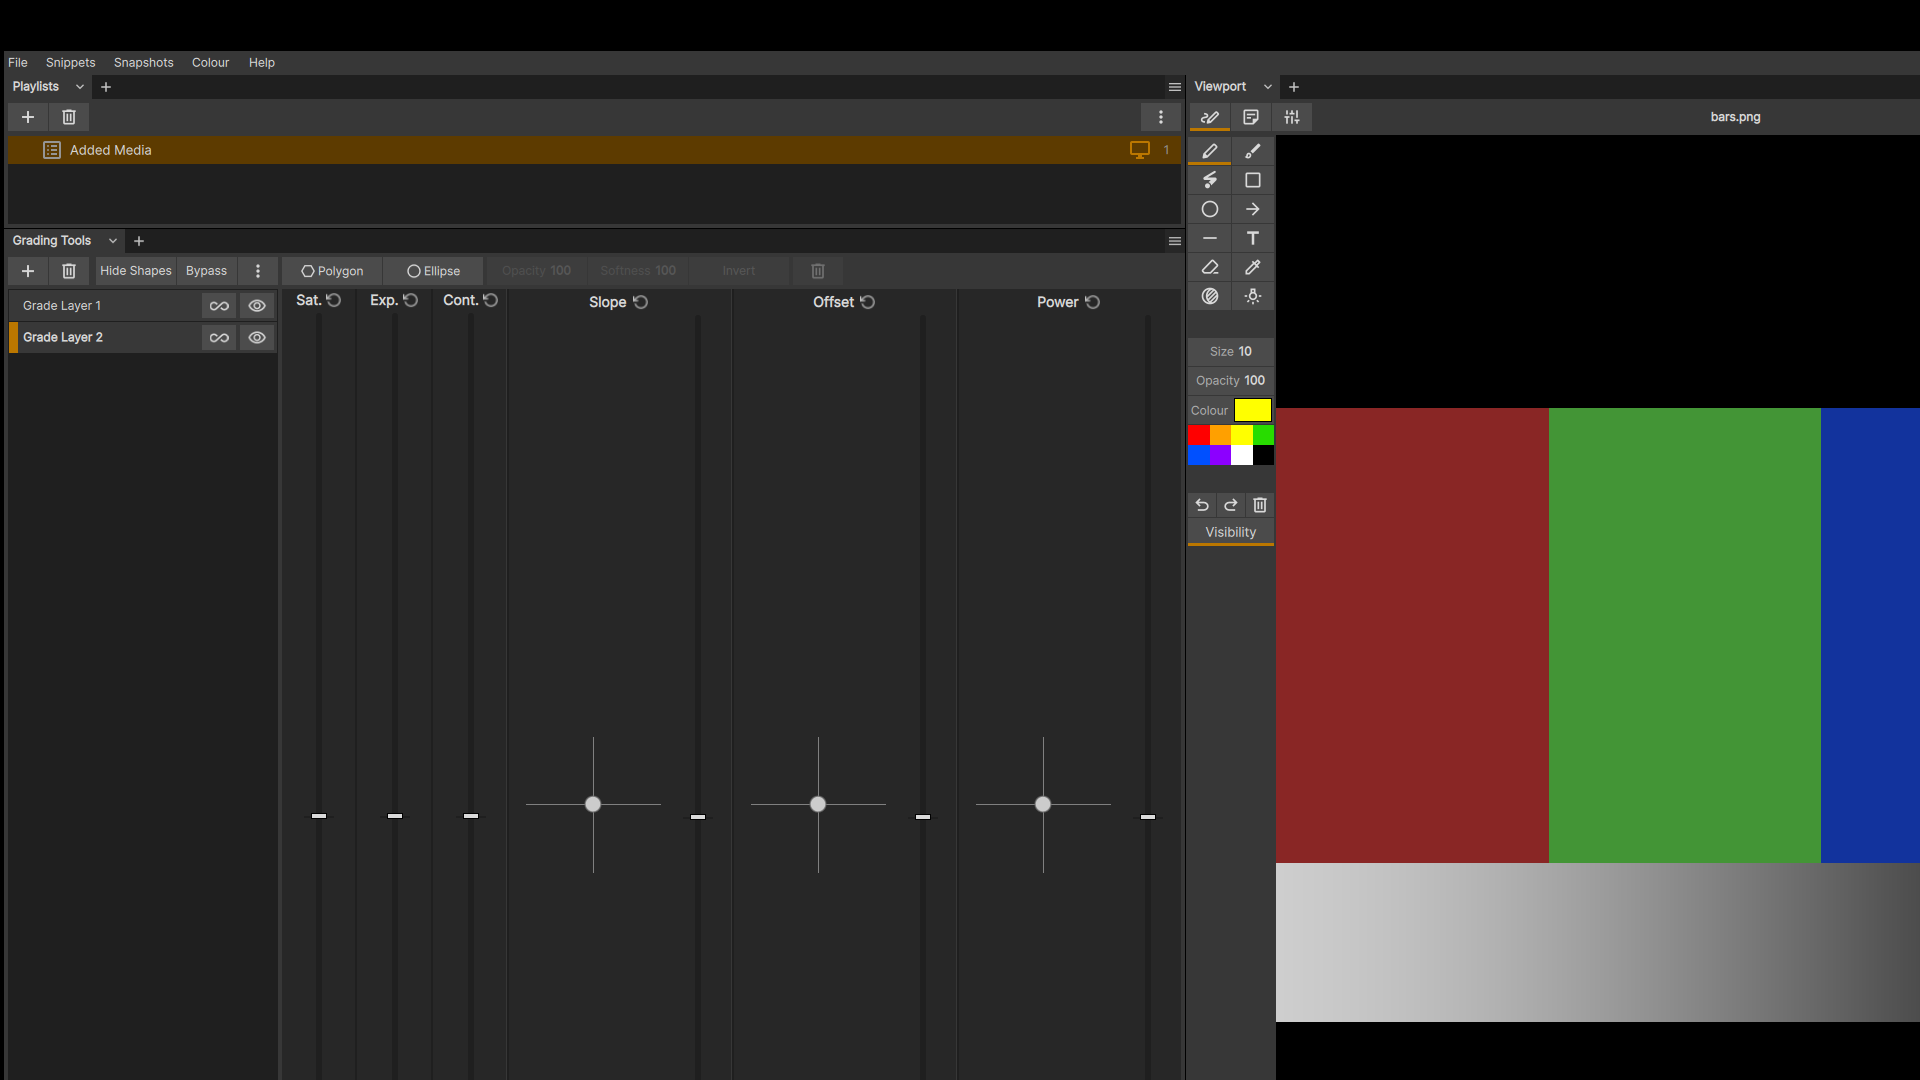 File Snippets Snapshots Colour Help
Playlists
Added Media 1
Grading Tools
Hide Shapes Bypass Polygon Ellipse Opacity 100 Softness 100 Invert
Grade Layer 1
Grade Layer 2
Sat. Exp. Cont. Slope Offset Power
Viewport
bars.png
T
Size 10
Opacity 100
Colour
Visibility